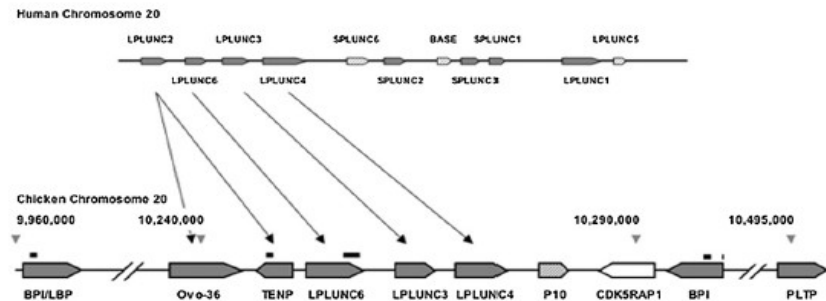 Human Chromosome 20
LPLUNC2 LPLUNC3 SPLUNC6 BASE SPLUNC1 LPLUNC5
LPLUNC6 LPLUNC4 SPLUNC2 SPLUNC3 LPLUNC1
Chicken Chromosome 20
9,960,000 10,240,000 10,290,000 10,495,000
BPI/LBP Ovo-36 TENP LPLUNC6 LPLUNC3 LPLUNC4 P10 CDK5RAP1 BPI PLTP